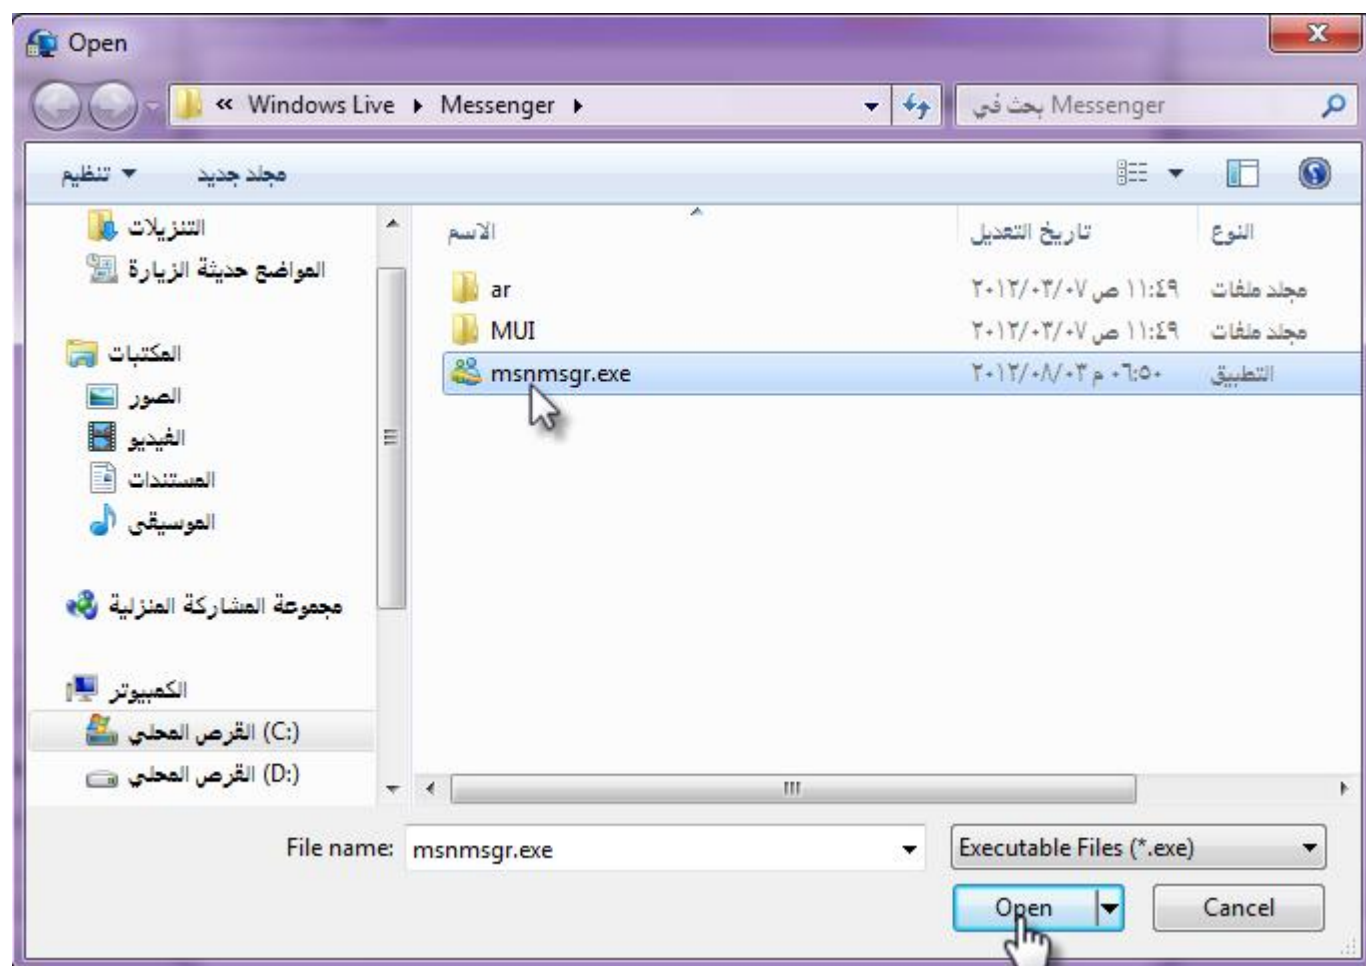 Open
« Windows Live ▸ Messenger ▸
بحث في Messenger
تنظيم
مجلد جديد
التنزيلات
المواضع حديثة الزيارة
المكتبات
الصور
الفيديو
المستندات
الموسيقى
مجموعة المشاركة المنزلية
الكمبيوتر
القرص المحلي (C:)
القرص المحلي (D:)
الاسم تاريخ التعديل النوع
ar ٢٠١٢/٠٣/٠٧ ١١:٤٩ ص مجلد ملفات
MUI ٢٠١٢/٠٣/٠٧ ١١:٤٩ ص مجلد ملفات
msnmsgr.exe ٢٠١٢/٠٨/٠٣ ٠٦:٥٠ م التطبيق
File name: msnmsgr.exe Executable Files (*.exe)
Open Cancel